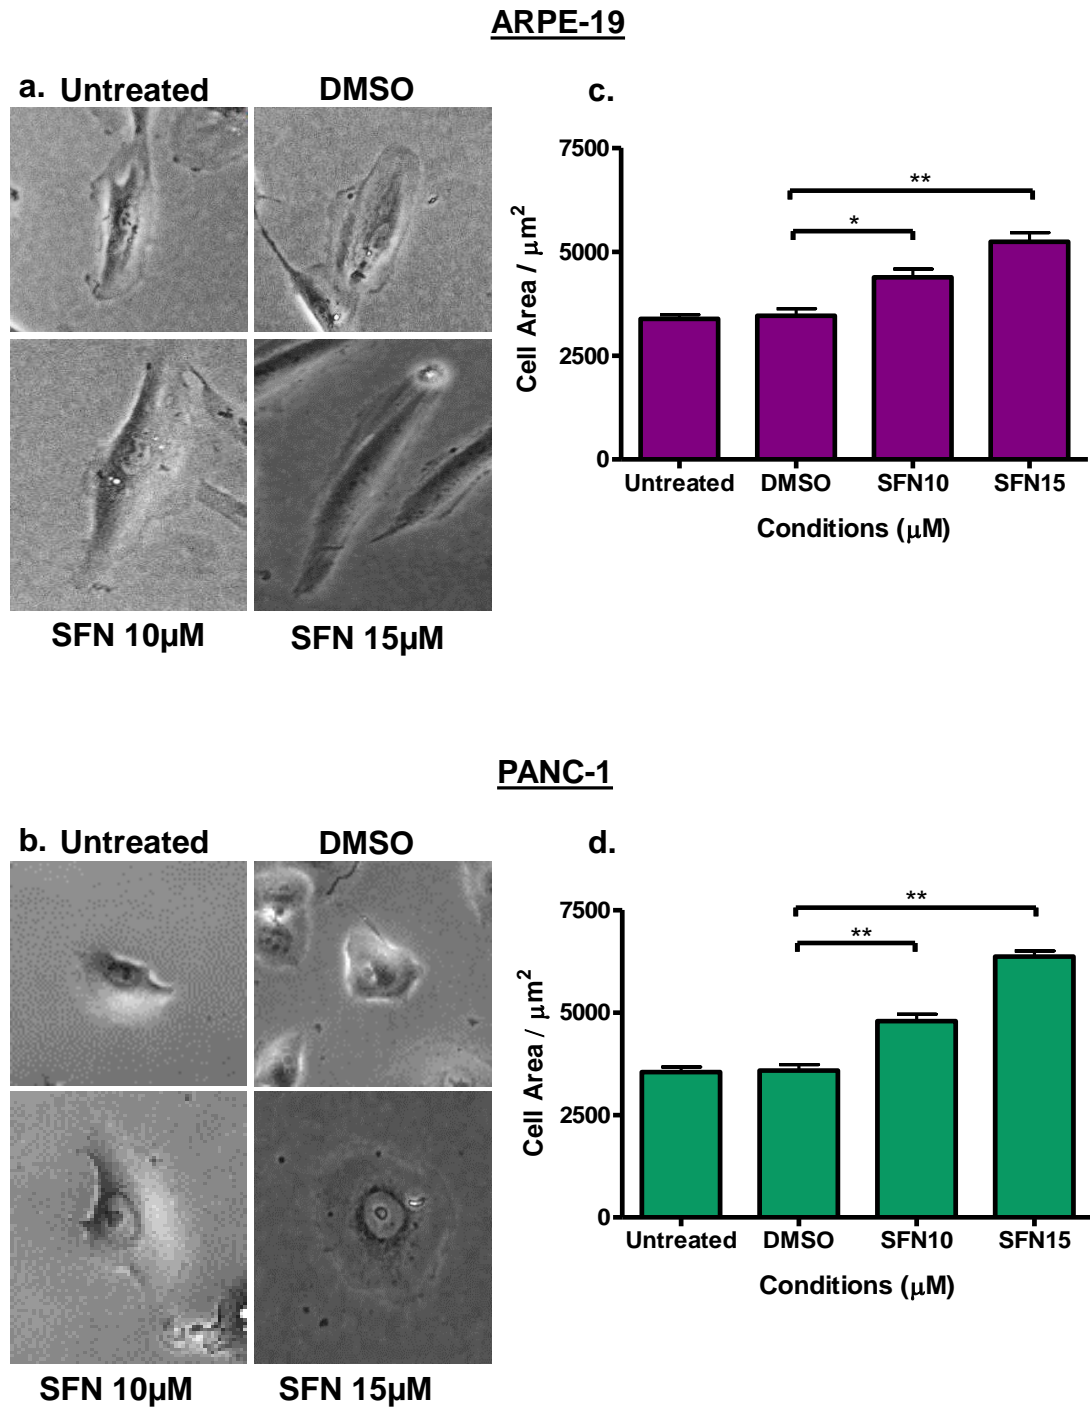 ARPE-19
a. Untreated DMSO
SFN 10µM SFN 15µM
c.
7500
5000
2500
0
Cell Area / µm²
**
*
Untreated DMSO SFN10 SFN15
Conditions (µM)
PANC-1
b. Untreated DMSO
SFN 10µM SFN 15µM
d.
7500
5000
2500
0
Cell Area / µm²
**
**
Untreated DMSO SFN10 SFN15
Conditions (µM)